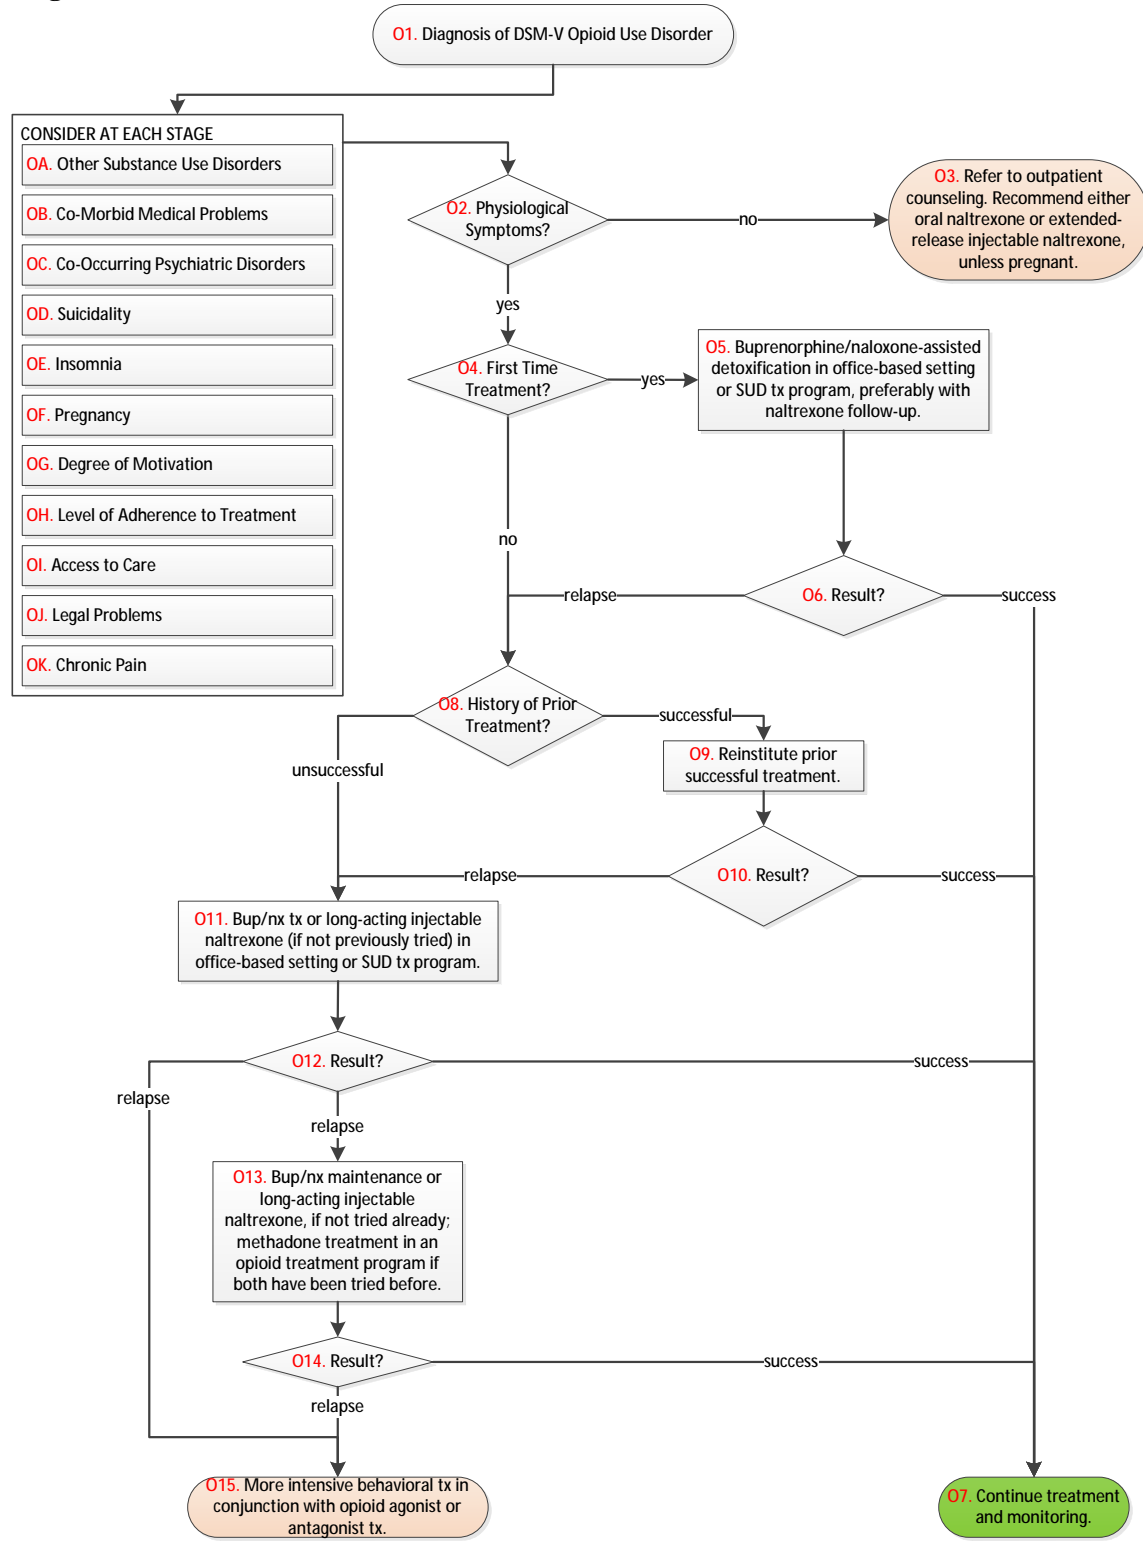 O1. Diagnosis of DSM-V Opioid Use Disorder
CONSIDER AT EACH STAGE
OA. Other Substance Use Disorders
OB. Co-Morbid Medical Problems
OC. Co-Occurring Psychiatric Disorders
OD. Suicidality
OE. Insomnia
OF. Pregnancy
OG. Degree of Motivation
OH. Level of Adherence to Treatment
OI. Access to Care
OJ. Legal Problems
OK. Chronic Pain
O2. Physiological
Symptoms?
no
O3. Refer to outpatient
counseling. Recommend either
oral naltrexone or extended-
release injectable naltrexone,
unless pregnant.
yes
O4. First Time
Treatment?
yes
O5. Buprenorphine/naloxone-assisted
detoxification in office-based setting
or SUD tx program, preferably with
naltrexone follow-up.
no
relapse
O6. Result?
success
O8. History of Prior
Treatment?
successful
unsuccessful
O9. Reinstitute prior
successful treatment.
relapse
O10. Result?
success
O11. Bup/nx tx or long-acting injectable
naltrexone (if not previously tried) in
office-based setting or SUD tx program.
O12. Result?
success
relapse
relapse
O13. Bup/nx maintenance or
long-acting injectable
naltrexone, if not tried already;
methadone treatment in an
opioid treatment program if
both have been tried before.
O14. Result?
success
relapse
O15. More intensive behavioral tx in
conjunction with opioid agonist or
antagonist tx.
O7. Continue treatment
and monitoring.